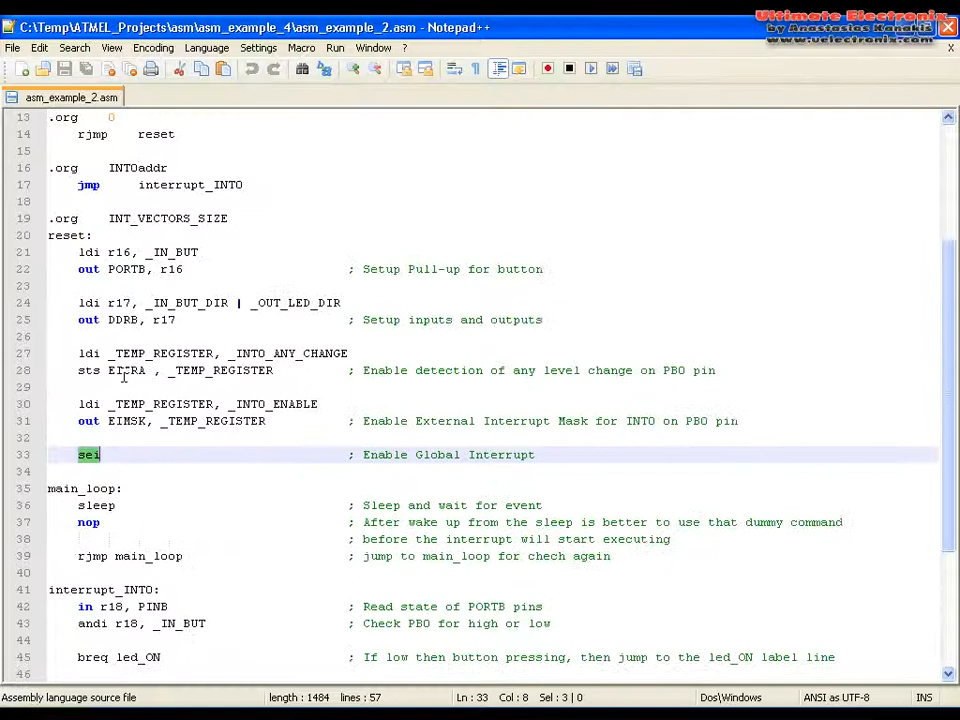 C:\Temp\ATMEL_Projects\asm\asm_example_4\asm_example_2.asm - Notepad++
Ultimate Electronix
by Anastasios Kanakis
www.uelectronix.com
File Edit Search View Encoding Language Settings Macro Run Window ?
X
asm_example_2.asm
13 .org 0
14 rjmp reset
15
16 .org INT0addr
17 jmp interrupt_INT0
18
19 .org INT_VECTORS_SIZE
20 reset:
21 ldi r16, _IN_BUT
22 out PORTB, r16 ; Setup Pull-up for button
23
24 ldi r17, _IN_BUT_DIR | _OUT_LED_DIR
25 out DDRB, r17 ; Setup inputs and outputs
26
27 ldi _TEMP_REGISTER, _INT0_ANY_CHANGE
28 sts EICRA , _TEMP_REGISTER ; Enable detection of any level change on PB0 pin
29
30 ldi _TEMP_REGISTER, _INT0_ENABLE
31 out EIMSK, _TEMP_REGISTER ; Enable External Interrupt Mask for INT0 on PB0 pin
32
33 sei ; Enable Global Interrupt
34
35 main_loop:
36 sleep ; Sleep and wait for event
37 nop ; After wake up from the sleep is better to use that dummy command
38 ; before the interrupt will start executing
39 rjmp main_loop ; jump to main_loop for chech again
40
41 interrupt_INT0:
42 in r18, PINB ; Read state of PORTB pins
43 andi r18, _IN_BUT ; Check PB0 for high or low
44
45 breq led_ON ; If low then button pressing, then jump to the led_ON label line
46
Assembly language source file length : 1484 lines : 57 Ln : 33 Col : 8 Sel : 3 | 0 Dos\Windows ANSI as UTF-8 INS